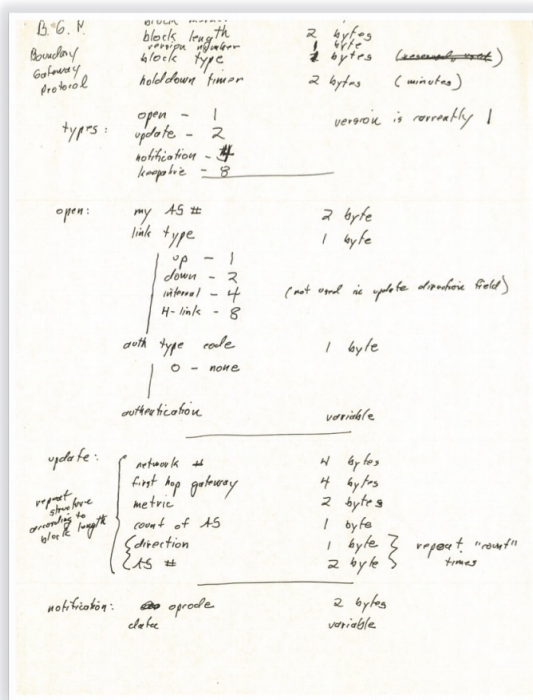 B.G.P.
block length 2 bytes
version number 1 byte
Boundary block type bytes
Gateway
Protocol holddown timer 2 bytes (minutes)
types: open - 1 version is currently 1
update - 2
notification - 4
keepalive - 8
open: my AS # 2 byte
link type 1 byte
up - 1
down - 2
internal - 4 (not used in update direction field)
H-link - 8
auth type code 1 byte
0 - none
authentication variable
update: network # 4 bytes
first hop gateway 4 bytes
repeat structure according to block length metric 2 bytes
count of AS 1 byte
direction 1 byte repeat "count"
AS # 2 byte times
notification: opcode 2 bytes
data variable